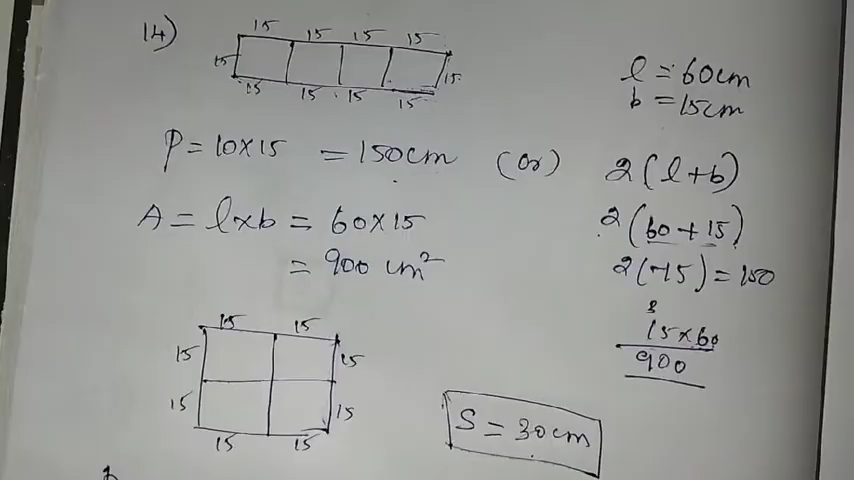 14)
15 15 15 15
15 15
15 15 15 15
l = 60cm
b = 15cm
P = 10×15 = 150cm (Or) 2(l+b)
A = l×b = 60×15
2(60+15)
= 900 cm²
2(75) = 150
15×60
900
15 15
15 15
15 15
15 15
S = 30cm